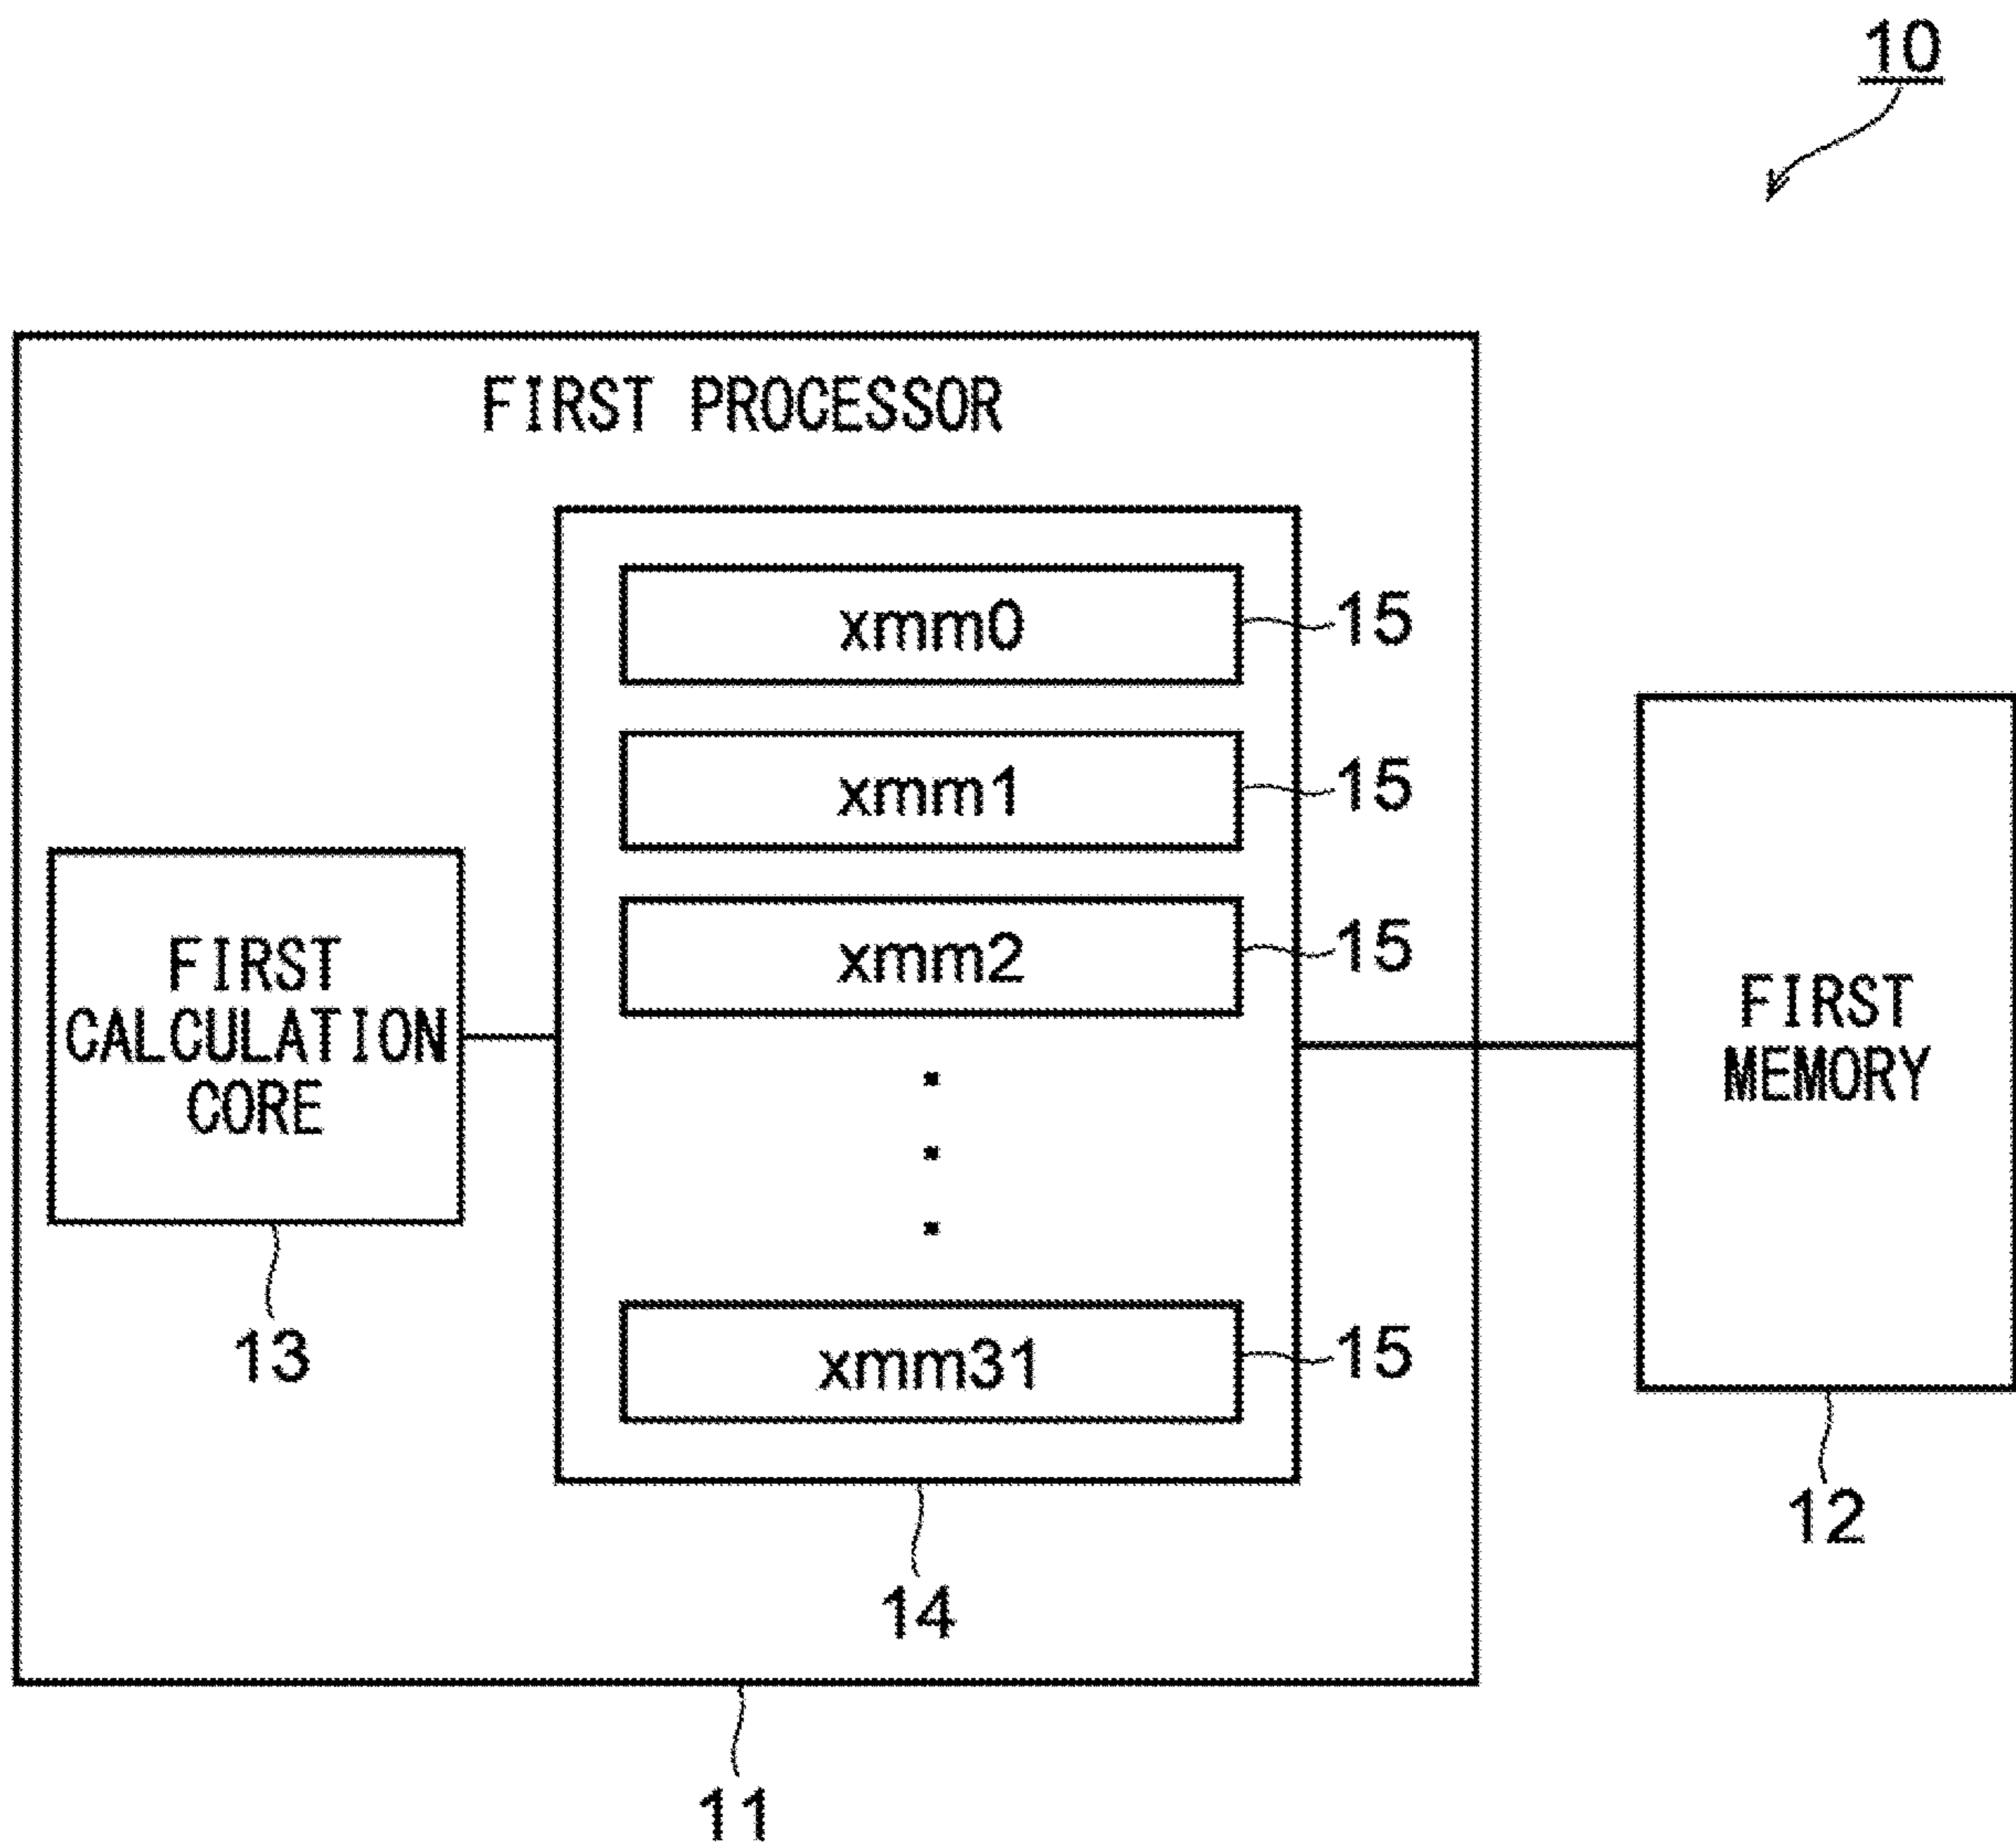 10
FIRST PROCESSOR
xmm0
15
xmm1
15
xmm2
15
FIRST
CALCULATION
CORE
FIRST
MEMORY
xmm31
15
13
12
14
11